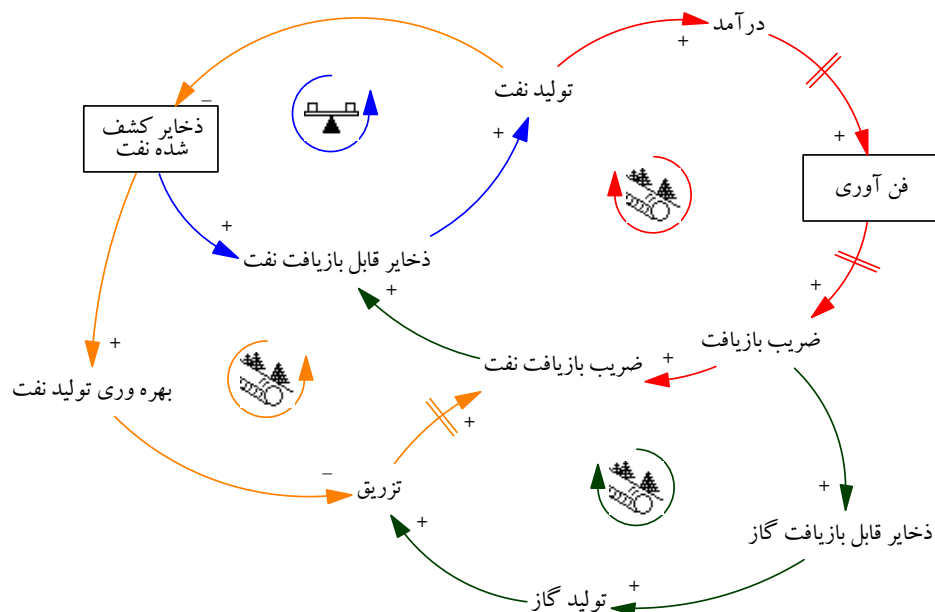 درآمد
تولید نفت
ذخایر کشف
شده نفت
فن آوری
ذخایر قابل بازیافت نفت
ضریب بازیافت
ضریب بازیافت نفت
بهره وری تولید نفت
تزریق
ذخایر قابل بازیافت گاز
تولید گاز